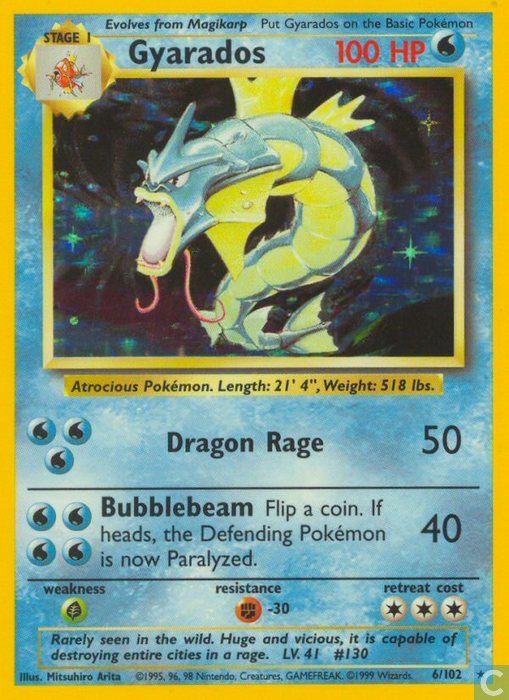 Evolves from Magikarp Put Gyarados on the Basic Pokémon
STAGE 1
Gyarados 100 HP
Atrocious Pokémon. Length: 21' 4", Weight: 518 lbs.
Dragon Rage 50
Bubblebeam Flip a coin. If
heads, the Defending Pokémon
is now Paralyzed.
40
weakness resistance retreat cost
-30
Rarely seen in the wild. Huge and vicious, it is capable of
destroying entire cities in a rage. LV. 41 #130
Illus. Mitsuhiro Arita ©1995, 96, 98 Nintendo, Creatures, GAMEFREAK. ©1999 Wizards. 6/102
C